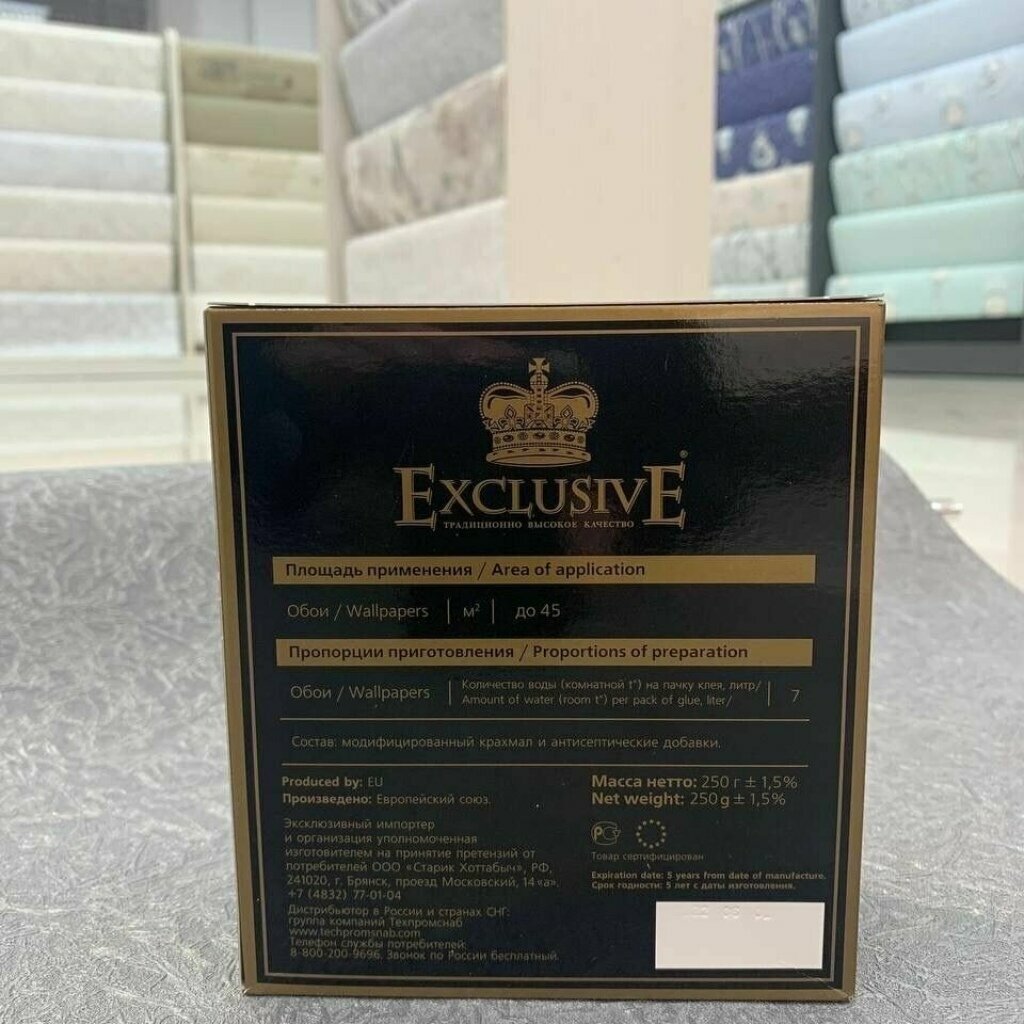 EXCLUSIVE®
ТРАДИЦИОННО ВЫСОКОЕ КАЧЕСТВО
Площадь применения / Area of application
Обои / Wallpapers | м² | до 45
Пропорции приготовления / Proportions of preparation
Обои / Wallpapers
Количество воды (комнатной t°) на пачку клея, литр/
Amount of water (room t°) per pack of glue, liter/
7
Состав: модифицированный крахмал и антисептические добавки.
Produced by: EU
Произведено: Европейский союз.
Эксклюзивный импортер
и организация уполномоченная
изготовителем на принятие претензий от
потребителей ООО «Старик Хоттабыч», РФ,
241020, г. Брянск, проезд Московский, 14«а».
+7 (4832) 77-01-04
Дистрибьютор в России и странах СНГ:
группа компаний Техпромснаб
www.techpromsnab.com
Телефон службы потребителей:
8-800-200-9696. Звонок по России бесплатный.
Масса нетто: 250 г ± 1,5%
Net weight: 250 g ± 1,5%
Товар сертифицирован
Expiration date: 5 years from date of manufacture.
Срок годности: 5 лет с даты изготовления.